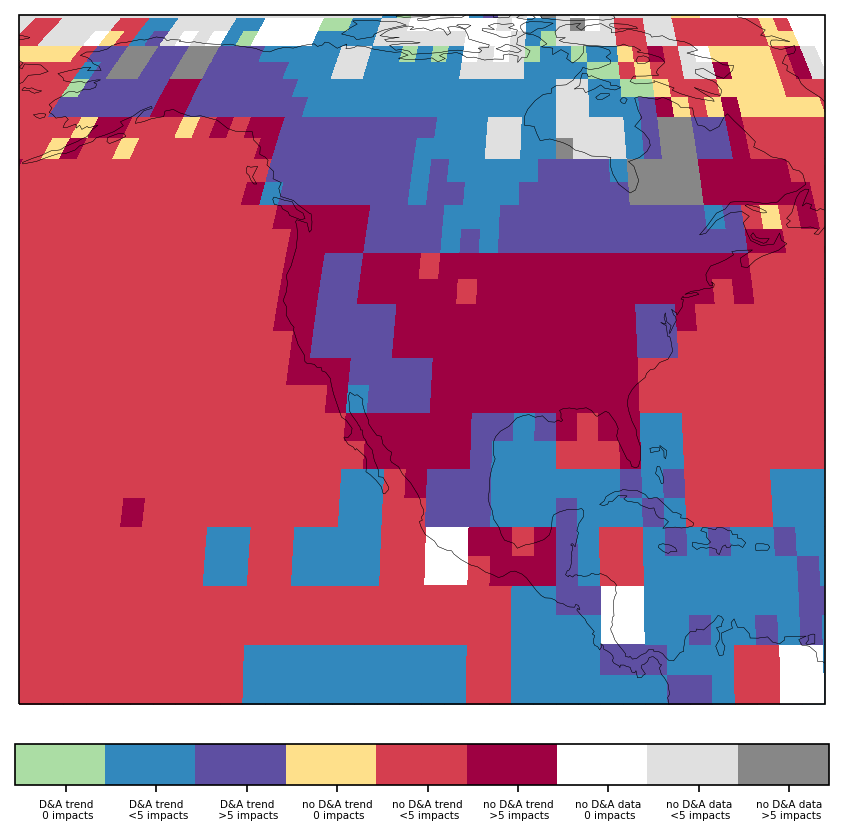 D&A trend 0 impacts
D&A trend <5 impacts
D&A trend >5 impacts
no D&A trend 0 impacts
no D&A trend <5 impacts
no D&A trend >5 impacts
no D&A data 0 impacts
no D&A data <5 impacts
no D&A data >5 impacts